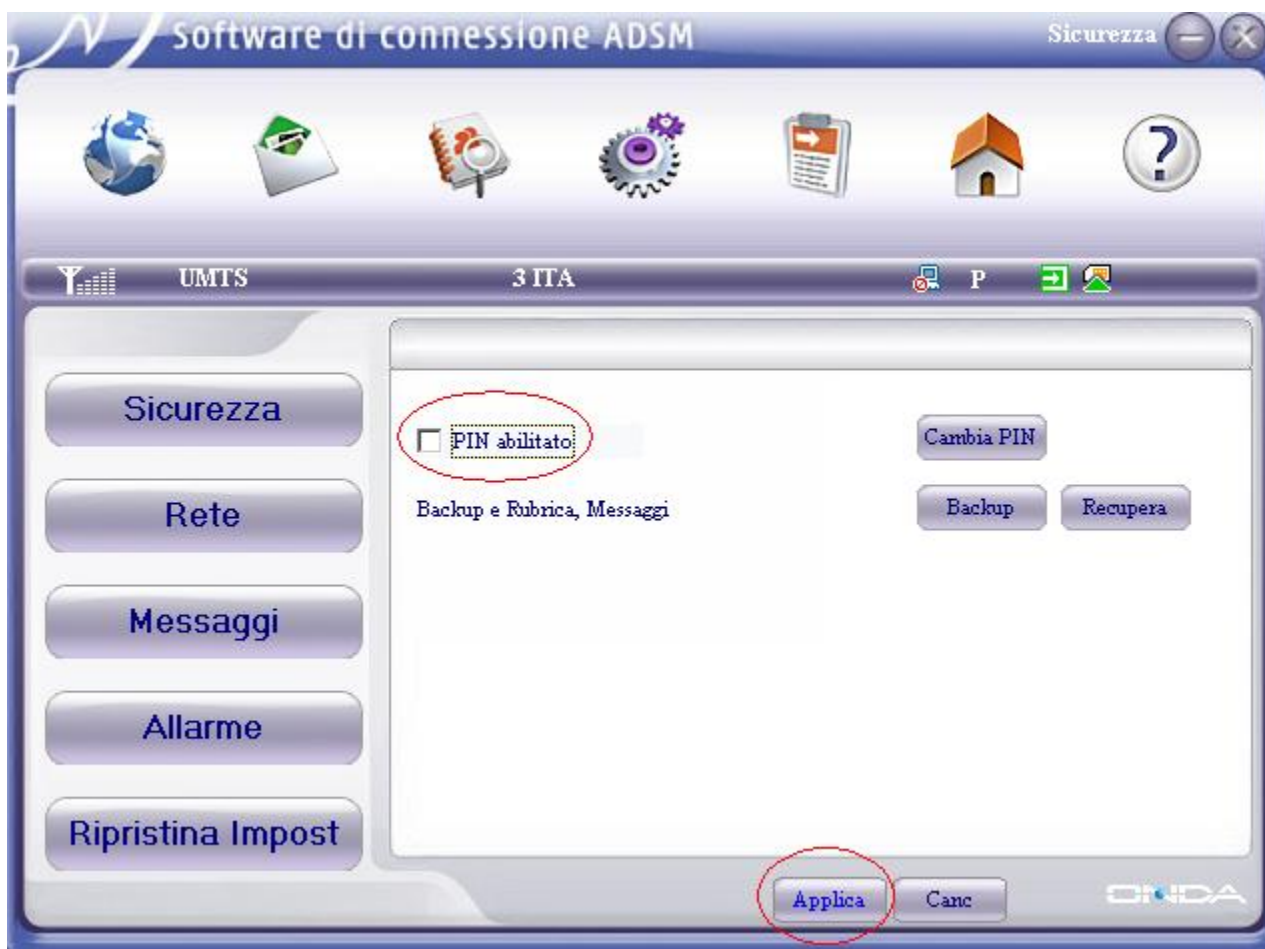 Software di connessione ADSM
Sicurezza
?
UMTS
3 ITA
P
Sicurezza
PIN abilitato
Cambia PIN
Rete
Backup e Rubrica, Messaggi
Backup
Recupera
Messaggi
Allarme
Ripristina Impost
Applica
Canc
ONDA